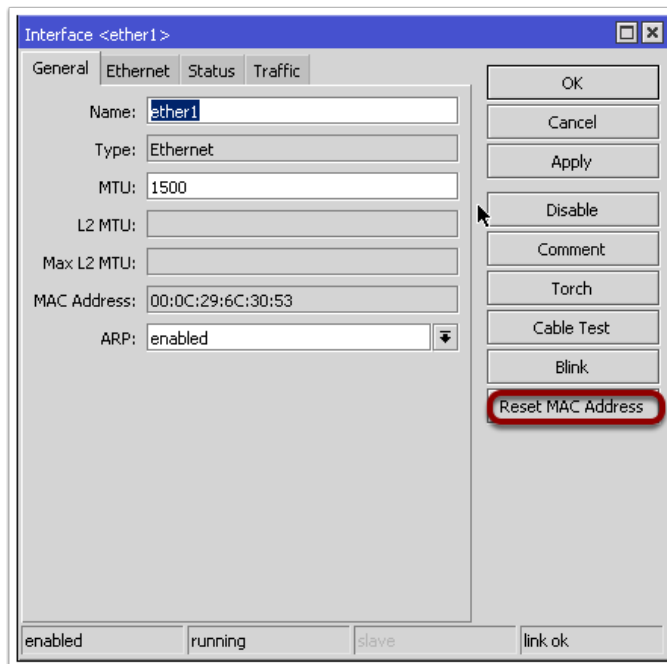 Interface <ether1>
General Ethernet Status Traffic
Name: ether1
Type: Ethernet
MTU: 1500
L2 MTU:
Max L2 MTU:
MAC Address: 00:0C:29:6C:30:53
ARP: enabled
OK
Cancel
Apply
Disable
Comment
Torch
Cable Test
Blink
Reset MAC Address
enabled running slave link ok